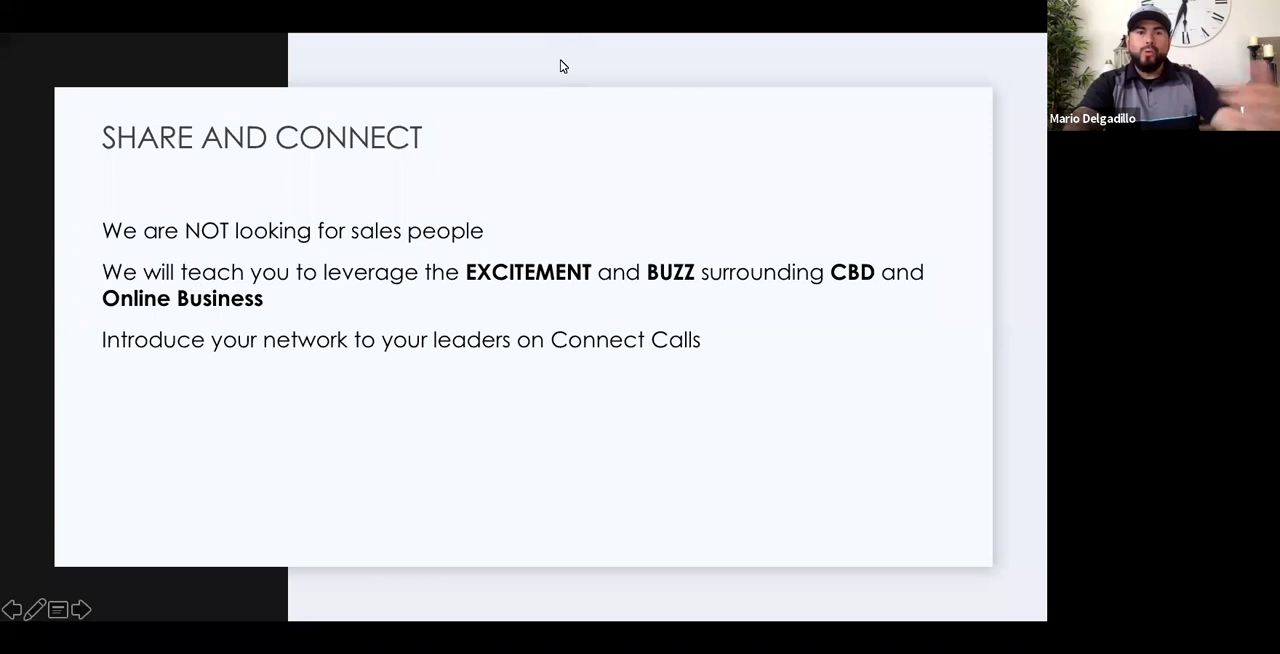 SHARE AND CONNECT
We are NOT looking for sales people
We will teach you to leverage the EXCITEMENT and BUZZ surrounding CBD and
Online Business
Introduce your network to your leaders on Connect Calls
Mario Delgadillo